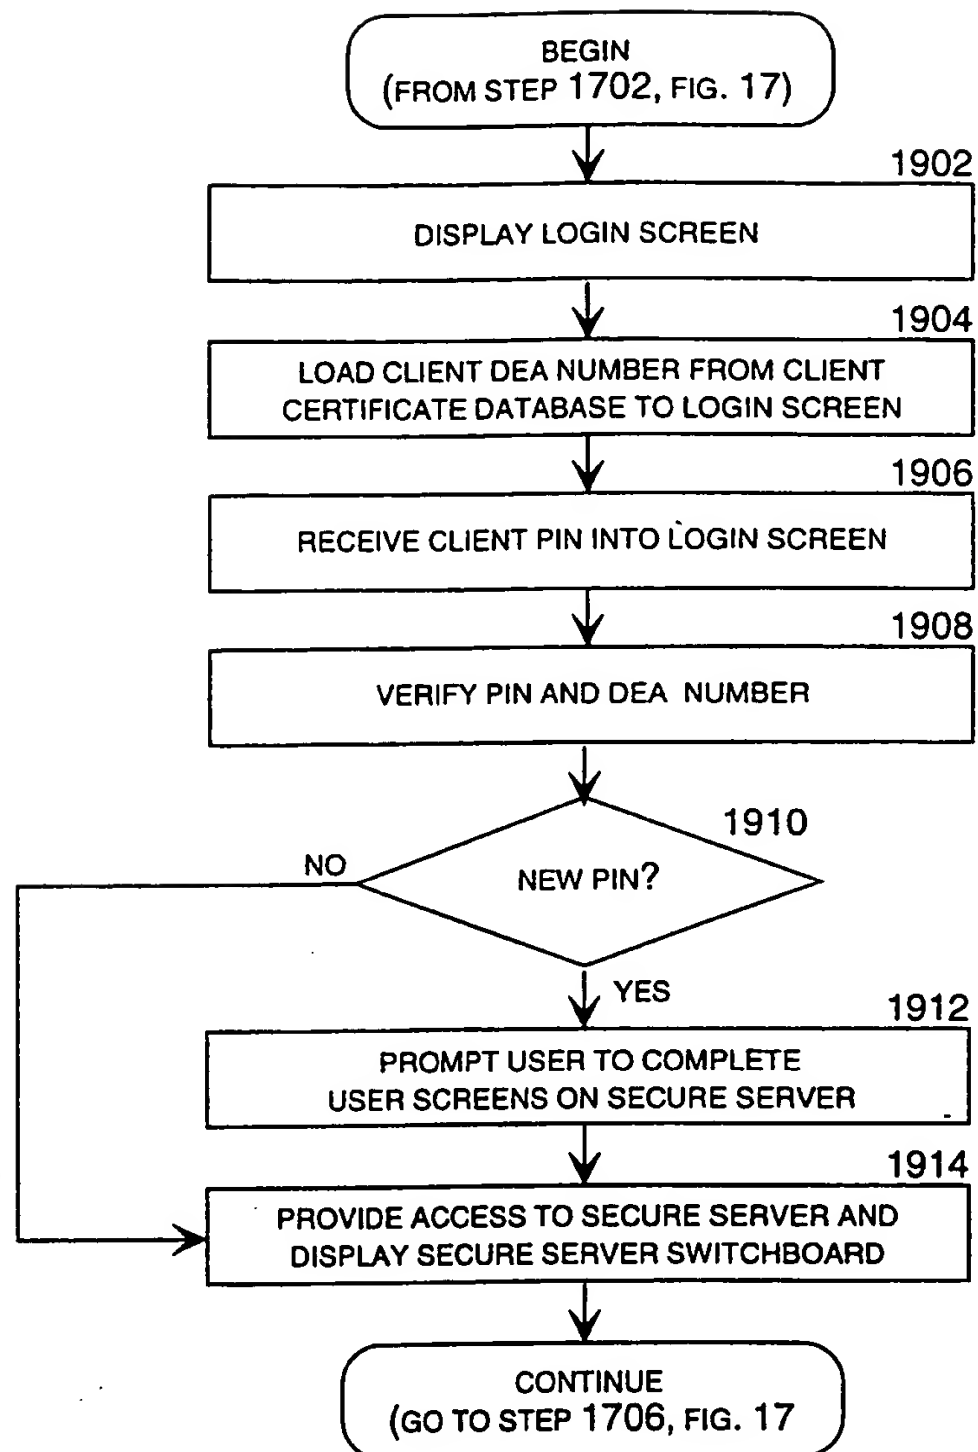 BEGIN
(FROM STEP 1702, FIG. 17)
1902
DISPLAY LOGIN SCREEN
1904
LOAD CLIENT DEA NUMBER FROM CLIENT
CERTIFICATE DATABASE TO LOGIN SCREEN
1906
RECEIVE CLIENT PIN INTO LOGIN SCREEN
1908
VERIFY PIN AND DEA NUMBER
1910
NO
NEW PIN?
YES
1912
PROMPT USER TO COMPLETE
USER SCREENS ON SECURE SERVER
1914
PROVIDE ACCESS TO SECURE SERVER AND
DISPLAY SECURE SERVER SWITCHBOARD
CONTINUE
(GO TO STEP 1706, FIG. 17